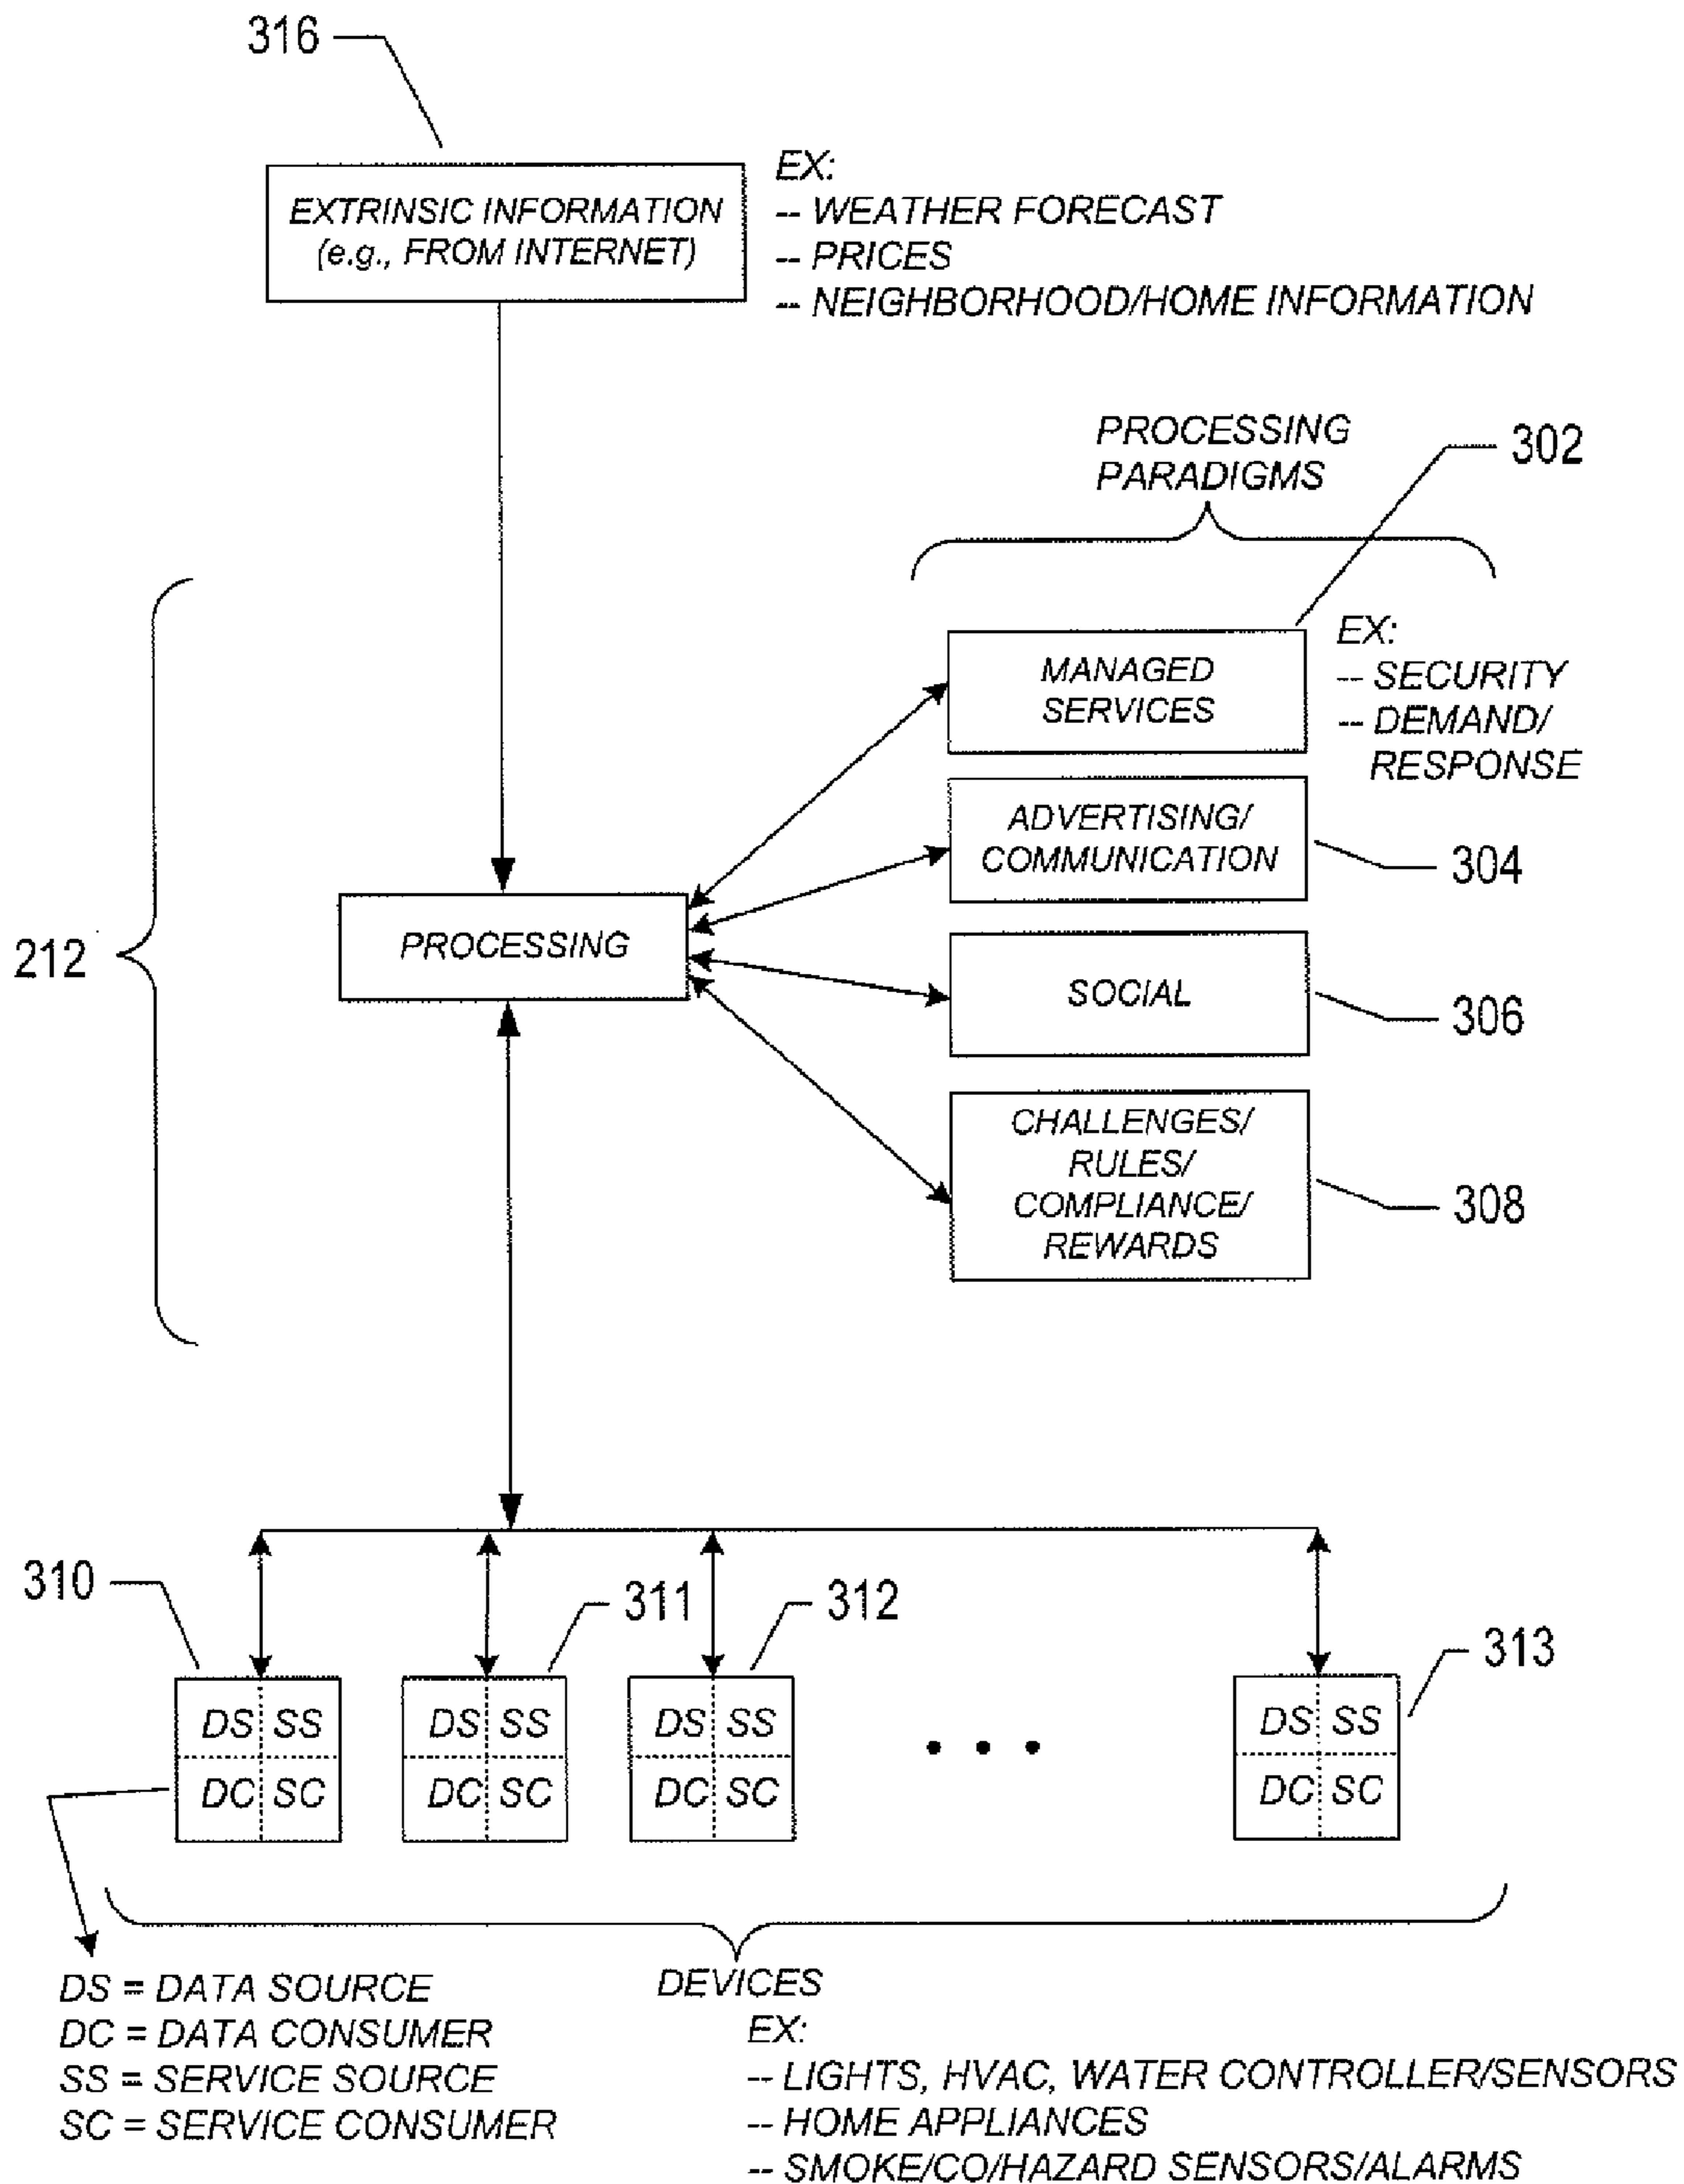 316
EXTRINSIC INFORMATION
(e.g., FROM INTERNET)
EX:
-- WEATHER FORECAST
-- PRICES
-- NEIGHBORHOOD/HOME INFORMATION
PROCESSING
PARADIGMS
302
MANAGED
SERVICES
EX:
-- SECURITY
-- DEMAND/
RESPONSE
ADVERTISING/
COMMUNICATION
304
212
PROCESSING
SOCIAL
306
CHALLENGES/
RULES/
COMPLIANCE/
REWARDS
308
310
311
312
313
DS SS
DC SC
DS SS
DC SC
DS SS
DC SC
• • •
DS SS
DC SC
DS = DATA SOURCE
DC = DATA CONSUMER
SS = SERVICE SOURCE
SC = SERVICE CONSUMER
DEVICES
EX:
-- LIGHTS, HVAC, WATER CONTROLLER/SENSORS
-- HOME APPLIANCES
-- SMOKE/CO/HAZARD SENSORS/ALARMS